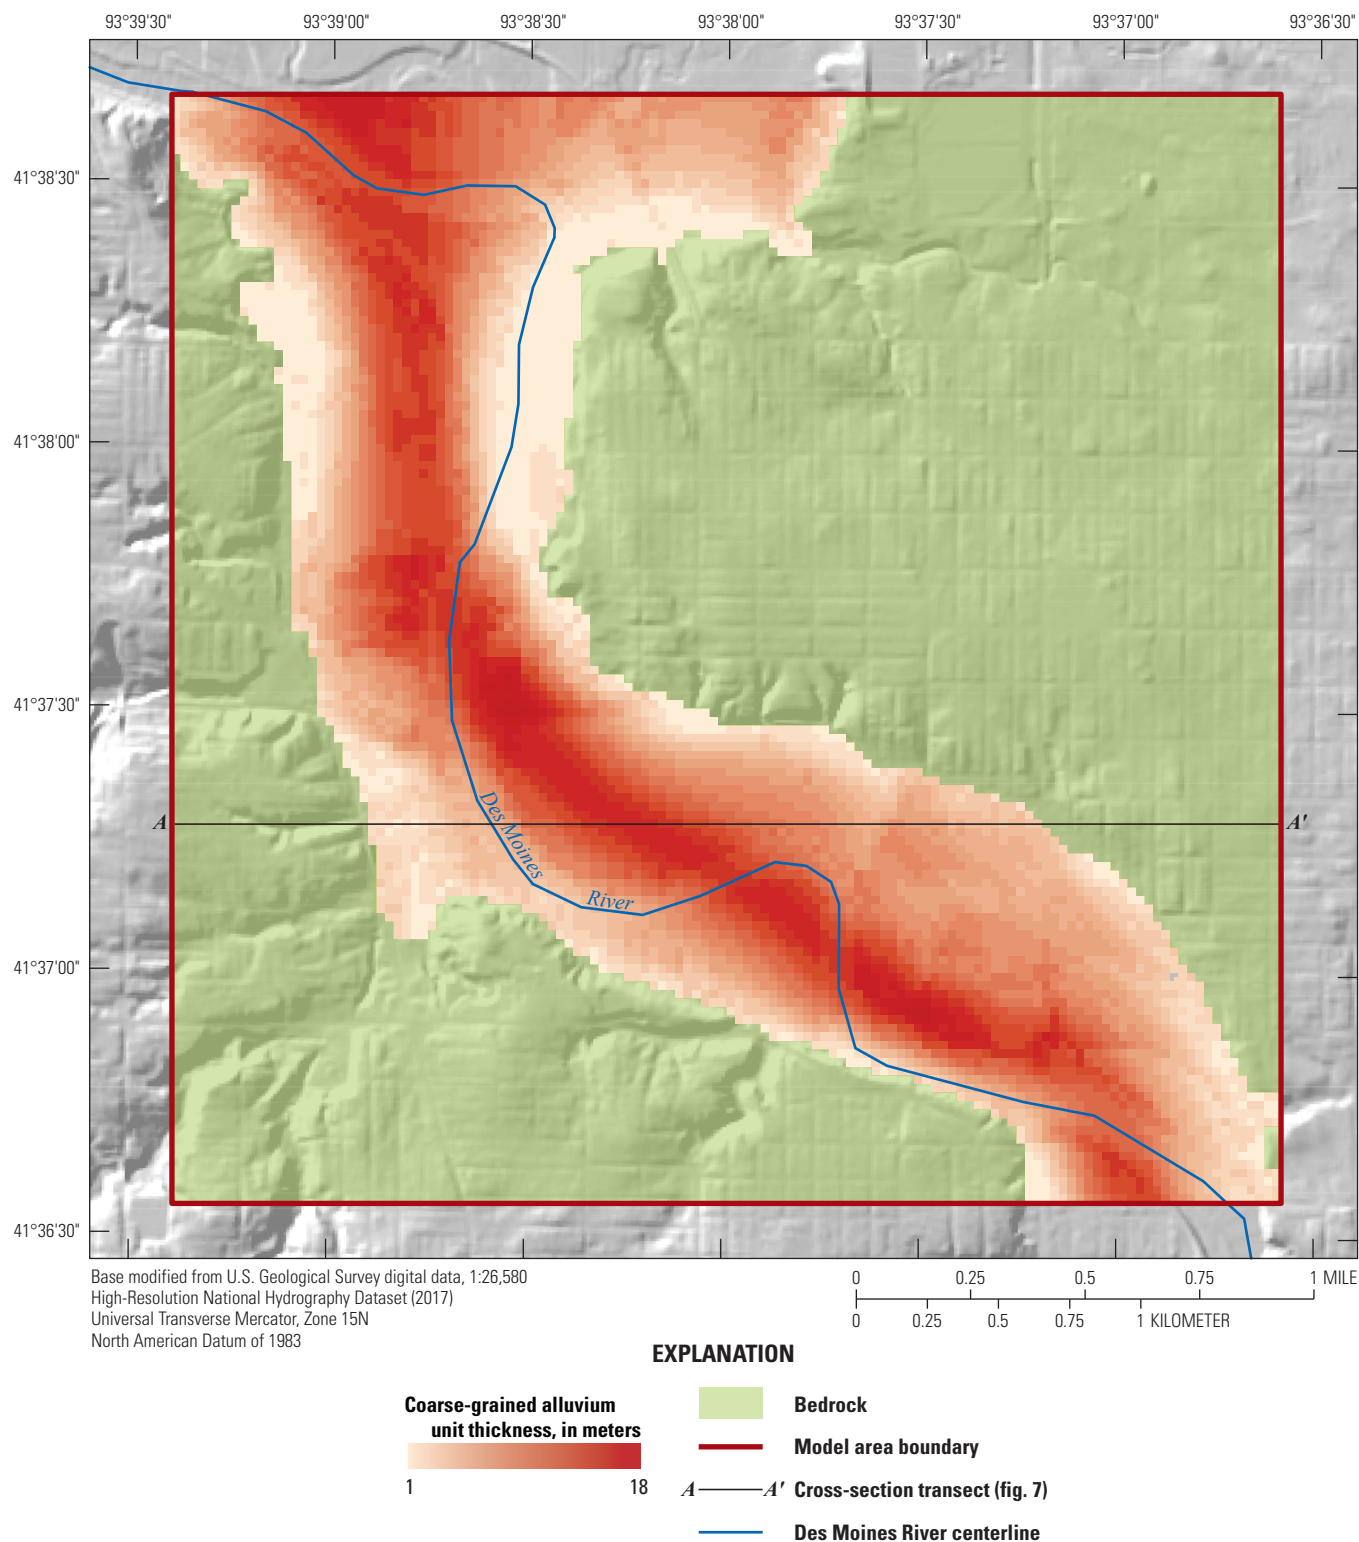 93°39'30" 93°39'00" 93°38'30" 93°38'00" 93°37'30" 93°37'00" 93°36'30"
41°38'30"
41°38'00"
41°37'30"
A A'
Des Moines
River
41°37'00"
41°36'30"
Base modified from U.S. Geological Survey digital data, 1:26,580
High-Resolution National Hydrography Dataset (2017)
Universal Transverse Mercator, Zone 15N
North American Datum of 1983
0 0.25 0.5 0.75 1 MILE
0 0.25 0.5 0.75 1 KILOMETER
EXPLANATION
Coarse-grained alluvium
unit thickness, in meters
1 18
Bedrock
Model area boundary
A A' Cross-section transect (fig. 7)
Des Moines River centerline